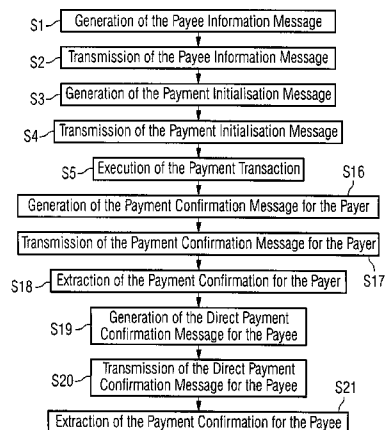 S1 Generation of the Payee Information Message
S2 Transmission of the Payee Information Message
S3 Generation of the Payment Initialisation Message
S4 Transmission of the Payment Initialisation Message
S5 Execution of the Payment Transaction
S16
Generation of the Payment Confirmation Message for the Payer
Transmission of the Payment Confirmation Message for the Payer
S17
S18 Extraction of the Payment Confirmation for the Payer
S19 Generation of the Direct Payment
Confirmation Message for the Payee
S20 Transmission of the Direct Payment
Confirmation Message for the Payee
S21
Extraction of the Payment Confirmation for the Payee